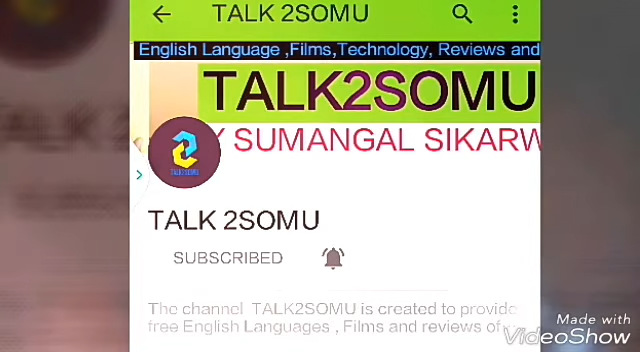 TALK 2SOMU
English Language ,Films,Technology, Reviews and
TALK2SOMU
Y SUMANGAL SIKARW
TALK2SOMU
TALK 2SOMU
SUBSCRIBED
The channel TALK2SOMU is created to provide
free English Languages , Films and reviews of
Made with
VideoShow